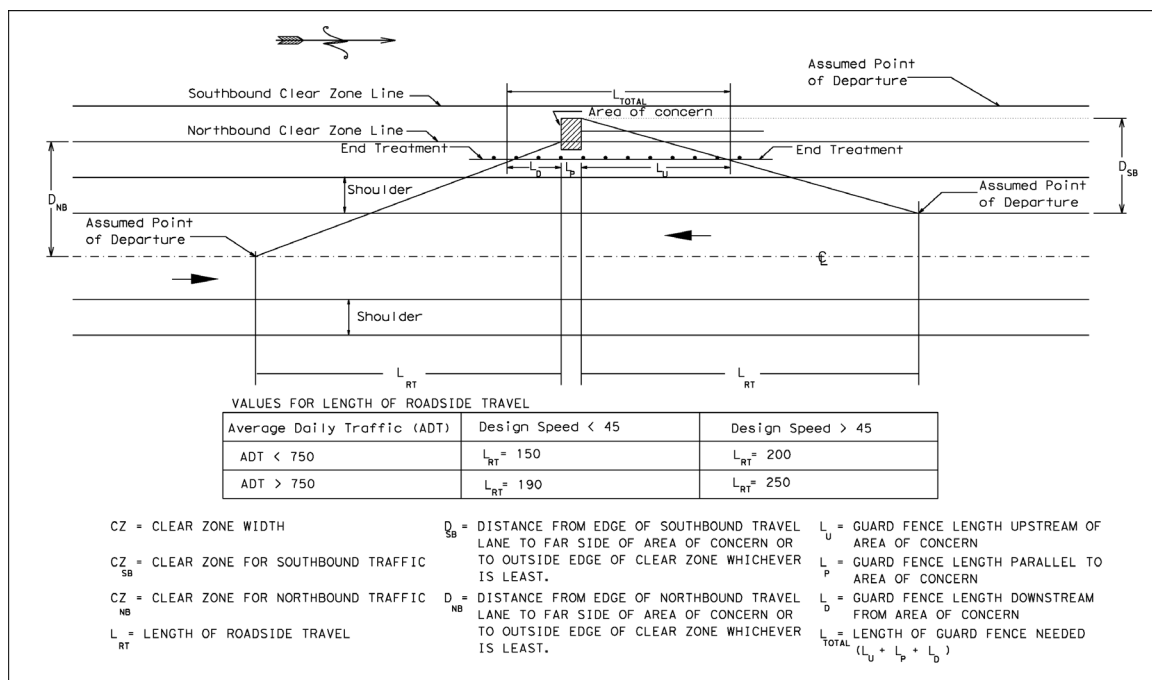 Assumed Point
of Departure
Southbound Clear Zone Line
L TOTAL
Area of concern
Northbound Clear Zone Line
End Treatment
End Treatment
L D
L P
L U
D SB
Shoulder
D NB
Assumed Point
of Departure
Assumed Point
of Departure
℄
Shoulder
L RT
L RT
VALUES FOR LENGTH OF ROADSIDE TRAVEL
Average Daily Traffic (ADT) Design Speed < 45 Design Speed > 45
ADT < 750 L RT = 150 L RT = 200
ADT > 750 L RT = 190 L RT = 250
CZ = CLEAR ZONE WIDTH
CZ SB = CLEAR ZONE FOR SOUTHBOUND TRAFFIC
CZ NB = CLEAR ZONE FOR NORTHBOUND TRAFFIC
L RT = LENGTH OF ROADSIDE TRAVEL
D SB = DISTANCE FROM EDGE OF SOUTHBOUND TRAVEL
LANE TO FAR SIDE OF AREA OF CONCERN OR
TO OUTSIDE EDGE OF CLEAR ZONE WHICHEVER
IS LEAST.
D NB = DISTANCE FROM EDGE OF NORTHBOUND TRAVEL
LANE TO FAR SIDE OF AREA OF CONCERN OR
TO OUTSIDE EDGE OF CLEAR ZONE WHICHEVER
IS LEAST.
L U = GUARD FENCE LENGTH UPSTREAM OF
AREA OF CONCERN
L P = GUARD FENCE LENGTH PARALLEL TO
AREA OF CONCERN
L D = GUARD FENCE LENGTH DOWNSTREAM
FROM AREA OF CONCERN
L TOTAL = LENGTH OF GUARD FENCE NEEDED
(L U + L P + L D)